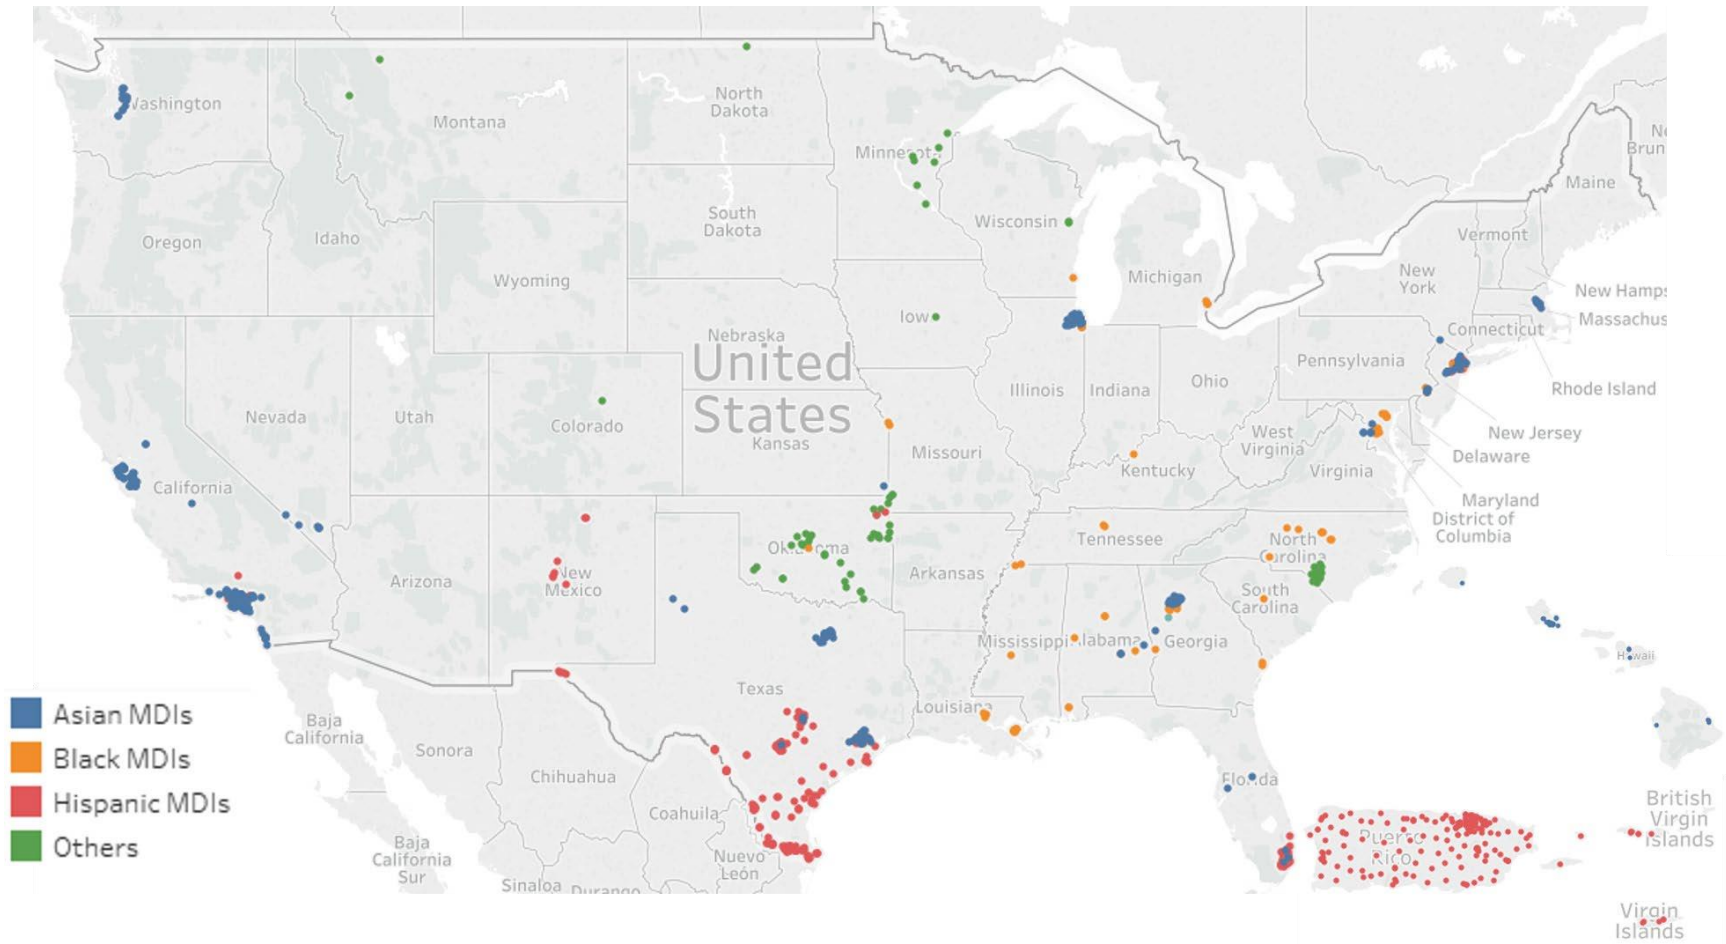 Washington
Montana
North
Dakota
Minnesota
Ne
Brun
Maine
Oregon
Idaho
South
Dakota
Wisconsin
Michigan
Vermont
New
York
Wyoming
New Hamps
Massachus
Iow
Nebraska
Connecticut
United
States
Pennsylvania
Rhode Island
Illinois
Indiana
Ohio
Nevada
Utah
Colorado
Kansas
Missouri
West
Virginia
New Jersey
Delaware
Kentucky
Virginia
California
Maryland
District of
Columbia
Tennessee
North
Carolina
Oklahoma
Arizona
New
Mexico
Arkansas
South
Carolina
Mississippi
Alabama
Georgia
Hawaii
Texas
Louisiana
Asian MDIs
Black MDIs
Hispanic MDIs
Others
Baja
California
Sonora
Chihuahua
Coahuila
Florida
British
Virgin
Islands
Puerto
Rico
Baja
California
Sur
Nuevo
León
Sinaloa
Durango
Virgin
Islands